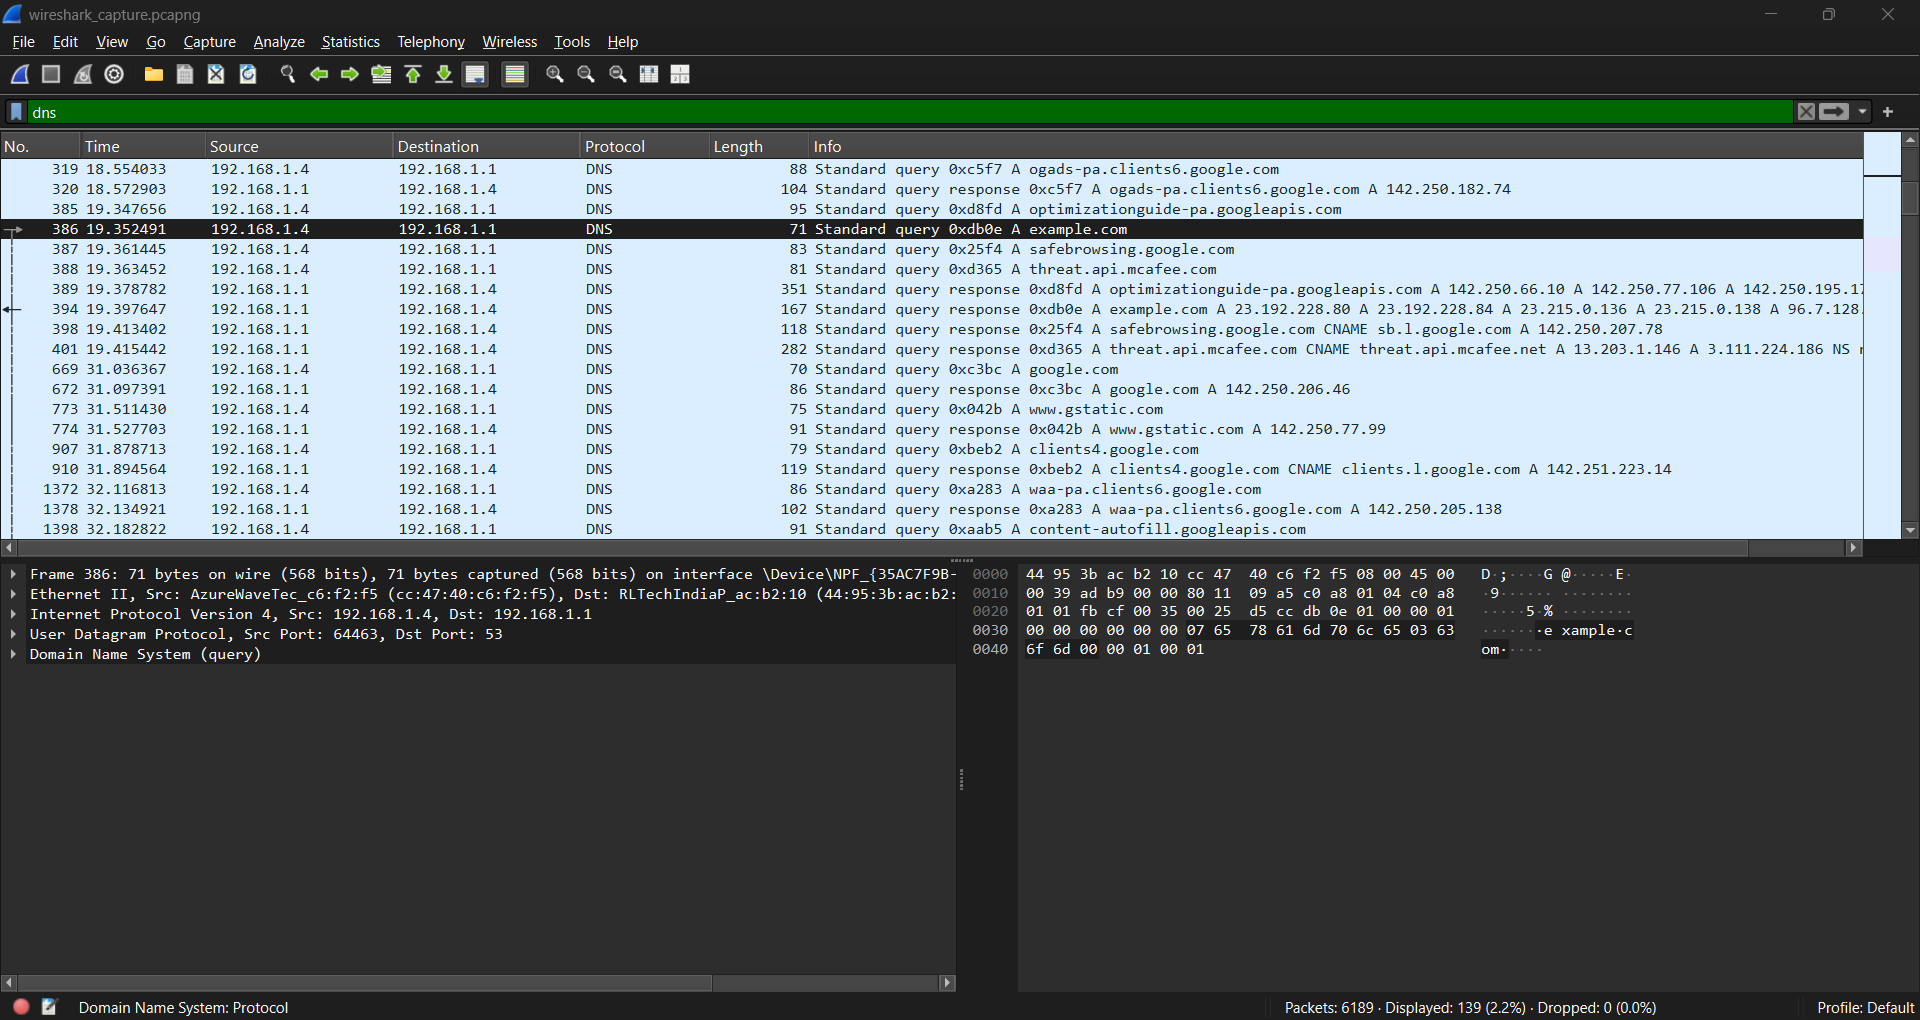 wireshark_capture.pcapng
File Edit View Go Capture Analyze Statistics Telephony Wireless Tools Help
dns
No. Time Source Destination Protocol Length Info
319 18.554033 192.168.1.4 192.168.1.1 DNS 88 Standard query 0xc5f7 A ogads-pa.clients6.google.com
320 18.572903 192.168.1.1 192.168.1.4 DNS 104 Standard query response 0xc5f7 A ogads-pa.clients6.google.com A 142.250.182.74
385 19.347656 192.168.1.4 192.168.1.1 DNS 95 Standard query 0xd8fd A optimizationguide-pa.googleapis.com
386 19.352491 192.168.1.4 192.168.1.1 DNS 71 Standard query 0xdb0e A example.com
387 19.361445 192.168.1.4 192.168.1.1 DNS 83 Standard query 0x25f4 A safebrowsing.google.com
388 19.363452 192.168.1.4 192.168.1.1 DNS 81 Standard query 0xd365 A threat.api.mcafee.com
389 19.378782 192.168.1.1 192.168.1.4 DNS 351 Standard query response 0xd8fd A optimizationguide-pa.googleapis.com A 142.250.66.10 A 142.250.77.106 A 142.250.195.17
394 19.397647 192.168.1.1 192.168.1.4 DNS 167 Standard query response 0xdb0e A example.com A 23.192.228.80 A 23.192.228.84 A 23.215.0.136 A 23.215.0.138 A 96.7.128.
398 19.413402 192.168.1.1 192.168.1.4 DNS 118 Standard query response 0x25f4 A safebrowsing.google.com CNAME sb.l.google.com A 142.250.207.78
401 19.415442 192.168.1.1 192.168.1.4 DNS 282 Standard query response 0xd365 A threat.api.mcafee.com CNAME threat.api.mcafee.net A 13.203.1.146 A 3.111.224.186 NS
669 31.036367 192.168.1.4 192.168.1.1 DNS 70 Standard query 0xc3bc A google.com
672 31.097391 192.168.1.1 192.168.1.4 DNS 86 Standard query response 0xc3bc A google.com A 142.250.206.46
773 31.511430 192.168.1.4 192.168.1.1 DNS 75 Standard query 0x042b A www.gstatic.com
774 31.527703 192.168.1.1 192.168.1.4 DNS 91 Standard query response 0x042b A www.gstatic.com A 142.250.77.99
907 31.878713 192.168.1.4 192.168.1.1 DNS 79 Standard query 0xbeb2 A clients4.google.com
910 31.894564 192.168.1.1 192.168.1.4 DNS 119 Standard query response 0xbeb2 A clients4.google.com CNAME clients.l.google.com A 142.251.223.14
1372 32.116813 192.168.1.4 192.168.1.1 DNS 86 Standard query 0xa283 A waa-pa.clients6.google.com
1378 32.134921 192.168.1.1 192.168.1.4 DNS 102 Standard query response 0xa283 A waa-pa.clients6.google.com A 142.250.205.138
1398 32.182822 192.168.1.4 192.168.1.1 DNS 91 Standard query 0xaab5 A content-autofill.googleapis.com
Frame 386: 71 bytes on wire (568 bits), 71 bytes captured (568 bits) on interface \Device\NPF_{35AC7F9B-
Ethernet II, Src: AzureWaveTec_c6:f2:f5 (cc:47:40:c6:f2:f5), Dst: RLTechIndiaP_ac:b2:10 (44:95:3b:ac:b2:
Internet Protocol Version 4, Src: 192.168.1.4, Dst: 192.168.1.1
User Datagram Protocol, Src Port: 64463, Dst Port: 53
Domain Name System (query)
0000 44 95 3b ac b2 10 cc 47 40 c6 f2 f5 08 00 45 00 D·;····G @·····E·
0010 00 39 ad b9 00 00 80 11 09 a5 c0 a8 01 04 c0 a8 ·9······ ········
0020 01 01 fb cf 00 35 00 25 d5 cc db 0e 01 00 00 01 ·····5·% ········
0030 00 00 00 00 00 00 07 65 78 61 6d 70 6c 65 03 63 ·······e xample·c
0040 6f 6d 00 00 01 00 01 om·····
Domain Name System: Protocol
Packets: 6189 · Displayed: 139 (2.2%) · Dropped: 0 (0.0%)
Profile: Default